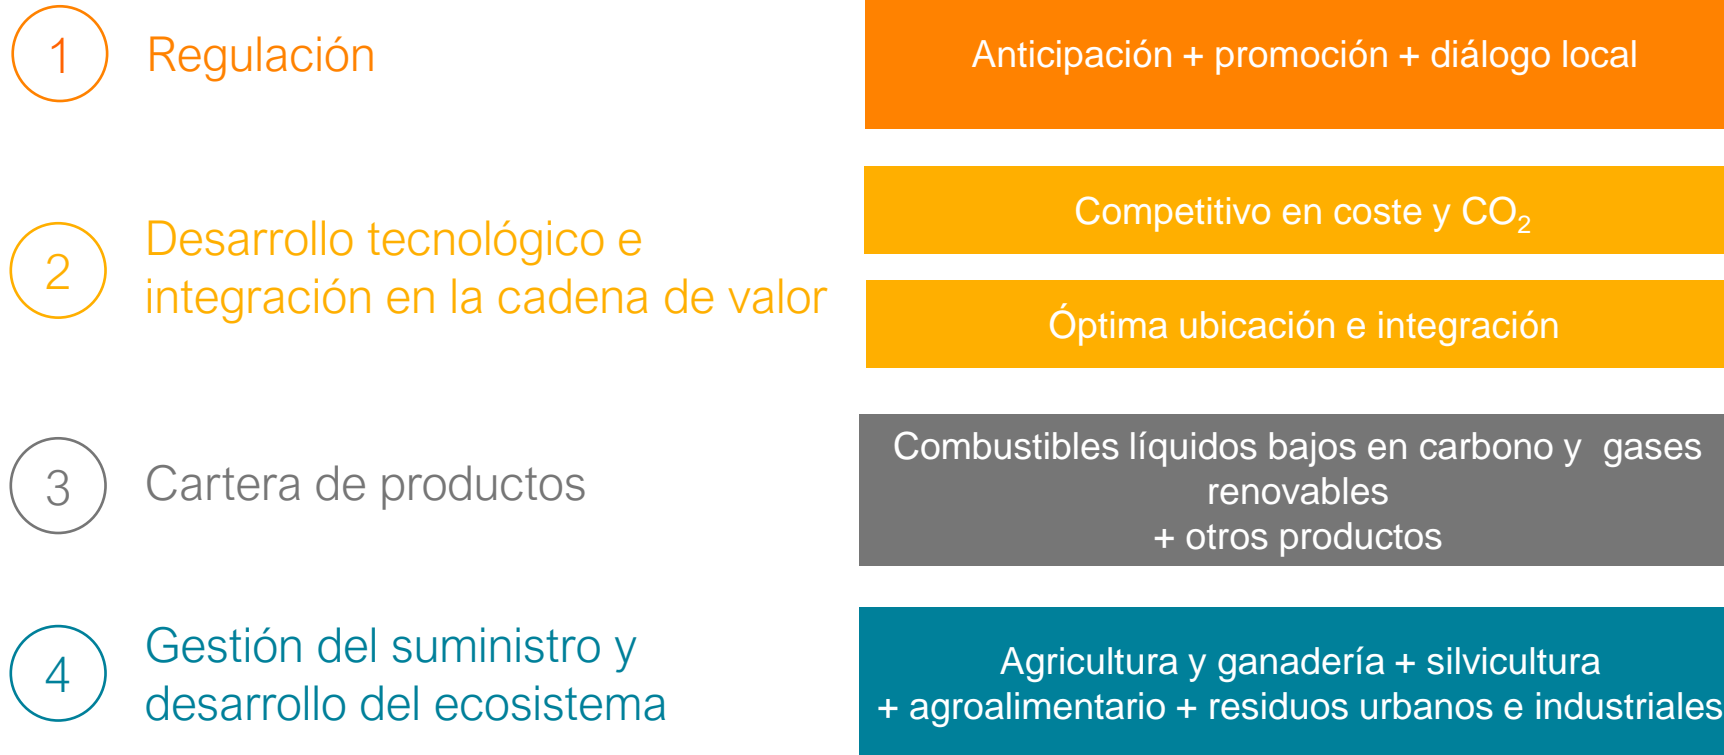 1
Regulación
Anticipación + promoción + diálogo local
2
Desarrollo tecnológico e
integración en la cadena de valor
Competitivo en coste y CO₂
Óptima ubicación e integración
3
Cartera de productos
Combustibles líquidos bajos en carbono y gases
renovables
+ otros productos
4
Gestión del suministro y
desarrollo del ecosistema
Agricultura y ganadería + silvicultura
+ agroalimentario + residuos urbanos e industriales